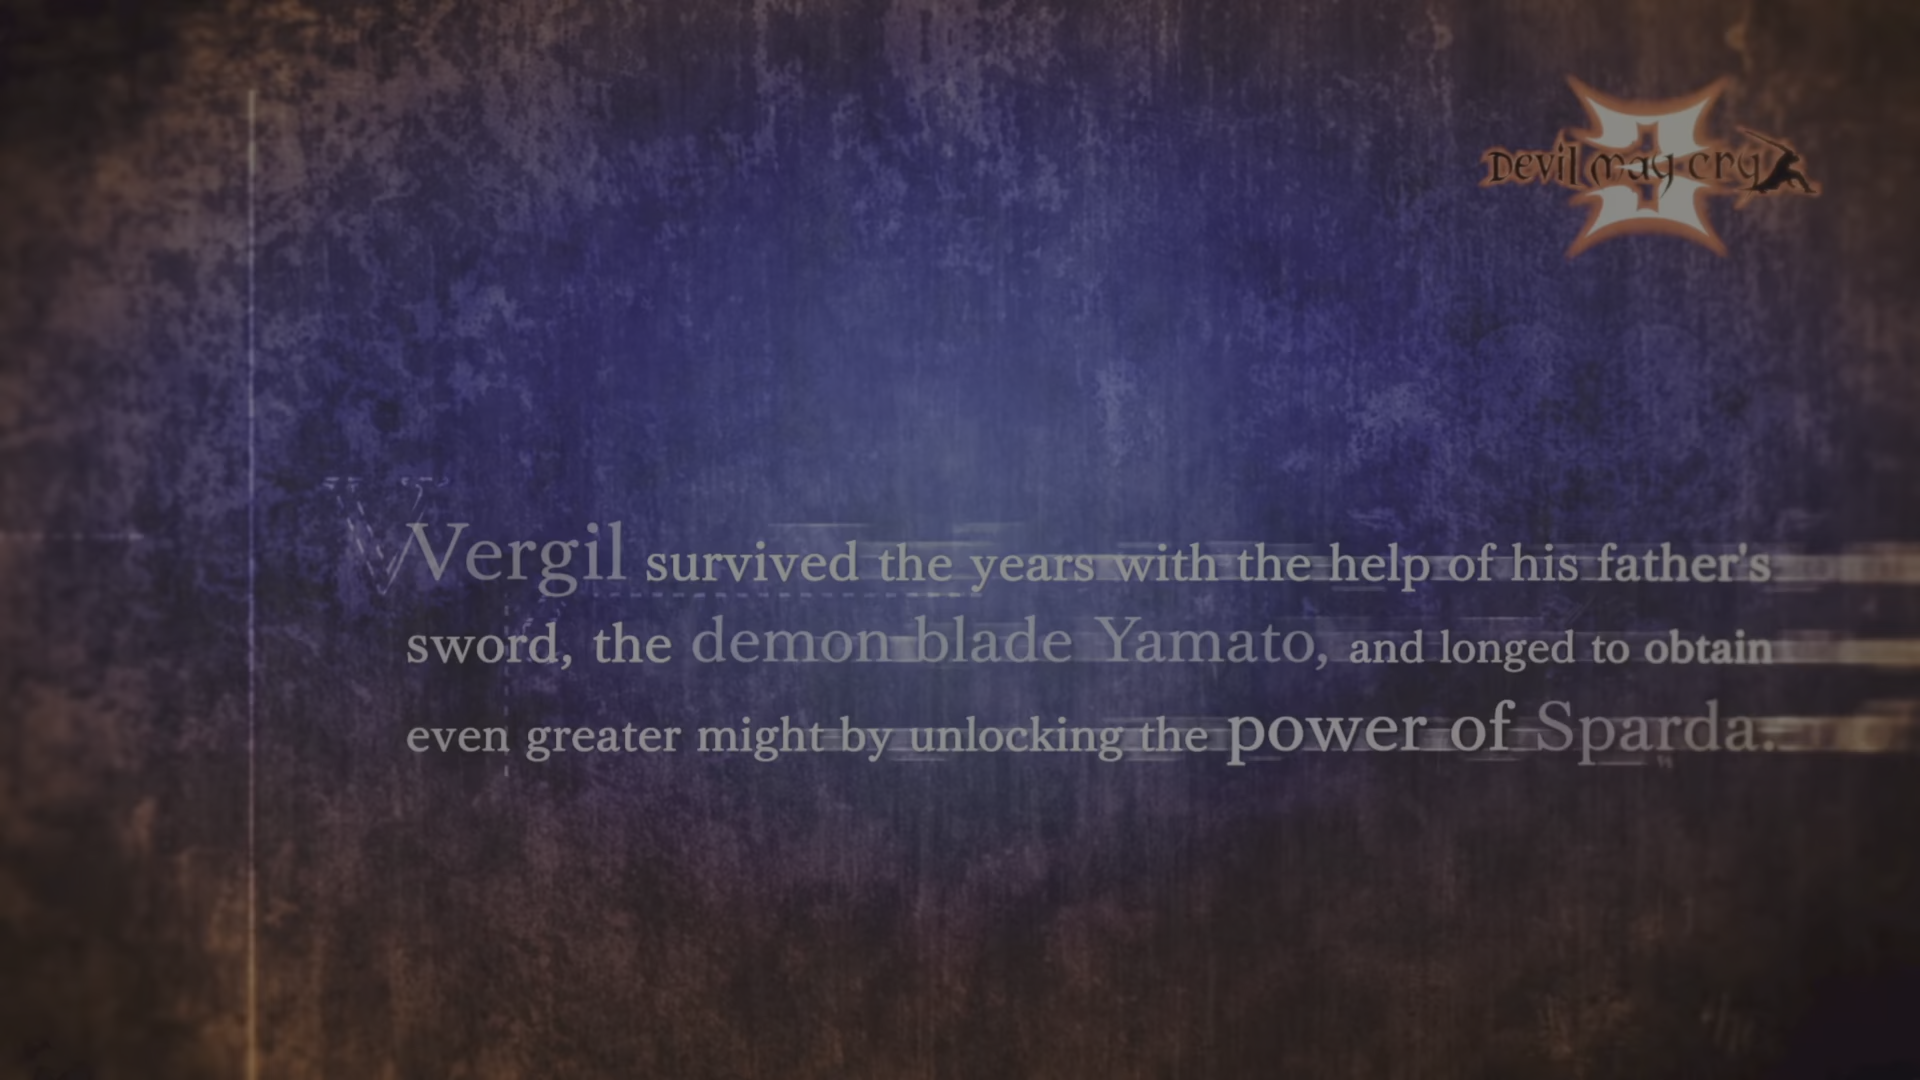 3
Devil may cry
Vergil survived the years with the help of his father's
sword, the demon blade Yamato, and longed to obtain
even greater might by unlocking the power of Sparda.